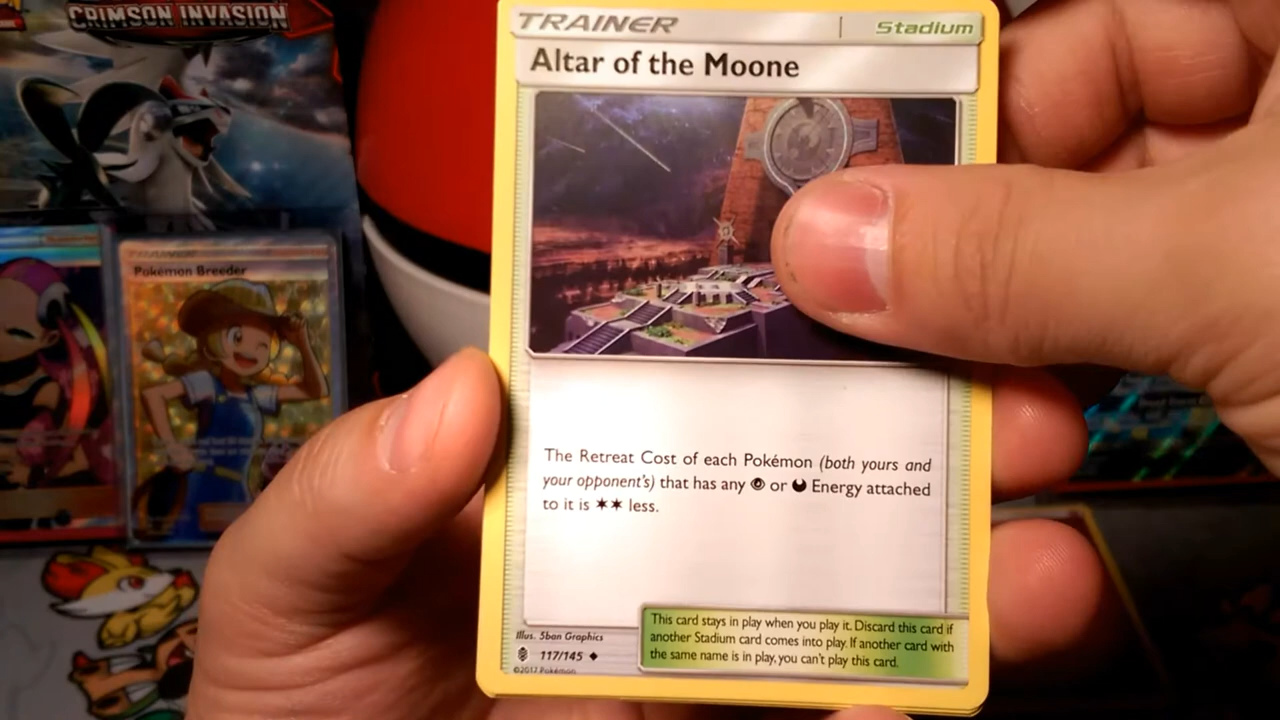 CRIMSON INVASION
Pokémon Breeder
TRAINER
Stadium
Altar of the Moone
The Retreat Cost of each Pokémon (both yours and
your opponent's) that has any or Energy attached
to it is ✶✶ less.
This card stays in play when you play it. Discard this card if
another Stadium card comes into play. If another card with
the same name is in play, you can't play this card.
Illus. 5ban Graphics
117/145 ◆
©2017 Pokémon